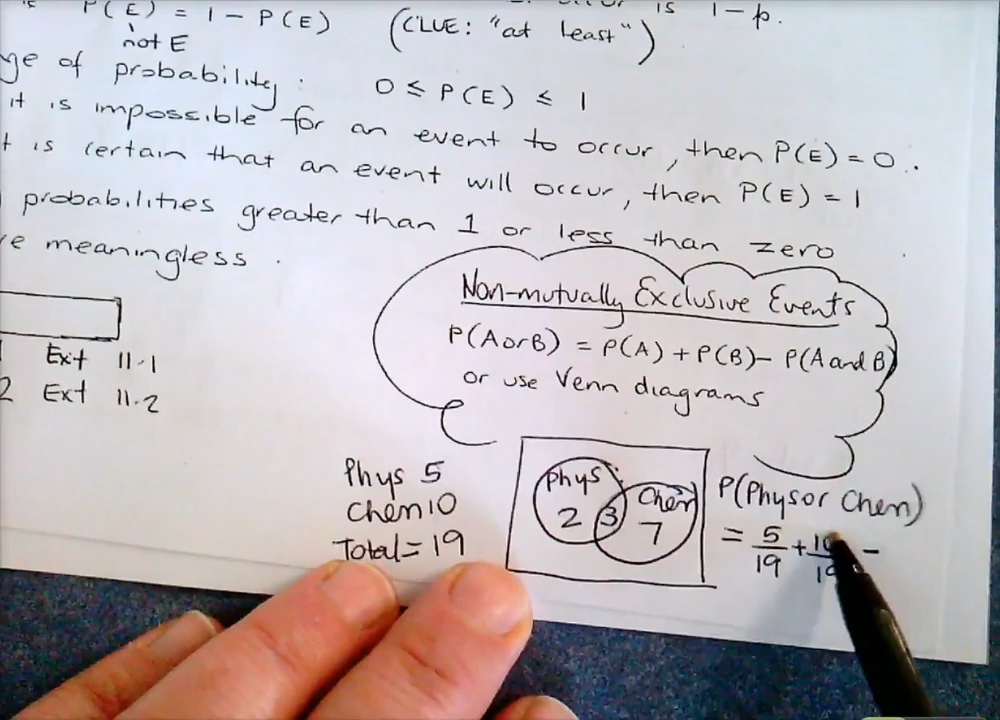 P(E) = 1 - P(E) (CLUE: "at least") is 1-p.
not E
of probability: 0 ≤ P(E) ≤ 1
it is impossible for an event to occur, then P(E) = 0.
is certain that an event will occur, then P(E) = 1
probabilities greater than 1 or less than zero
meaningless.
Non-mutually Exclusive Events
P(A or B) = P(A) + P(B) - P(A and B)
or use Venn diagrams
Ext 11.1
2 Ext 11.2
Phys 5
Chem 10
Total = 19
Phys Chem
2 3 7
P(Phys or Chem)
= 5/19 + 10/19 -